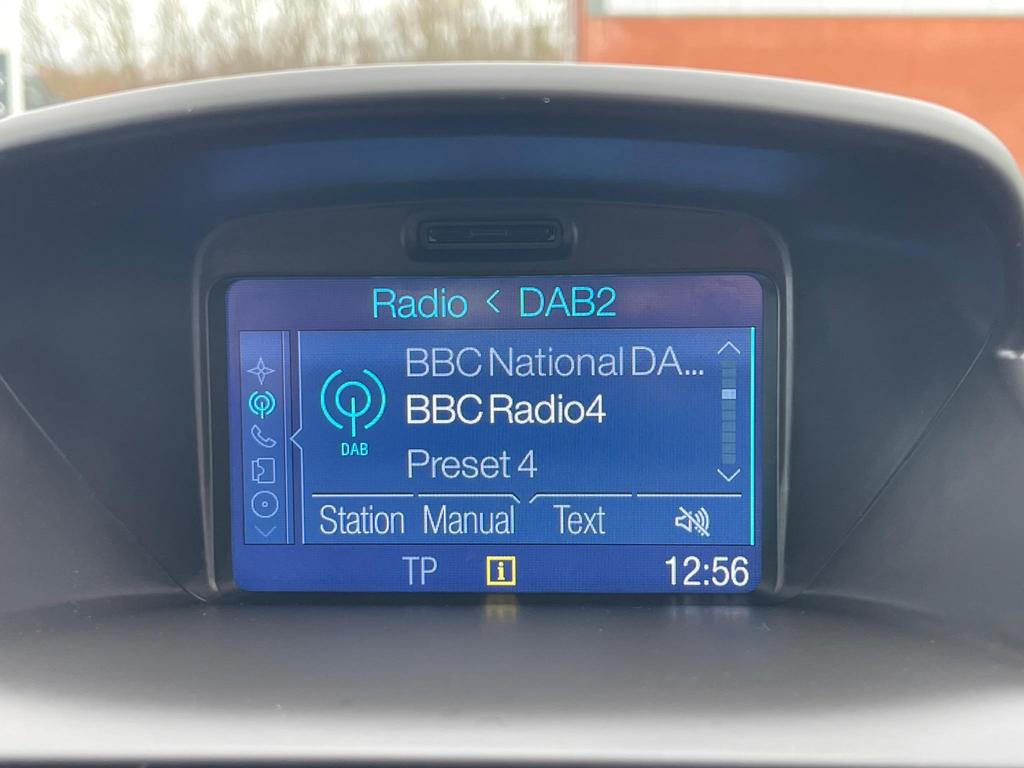 Radio < DAB2
BBC National DA...
BBC Radio4
DAB
Preset 4
Station Manual Text
TP i 12:56